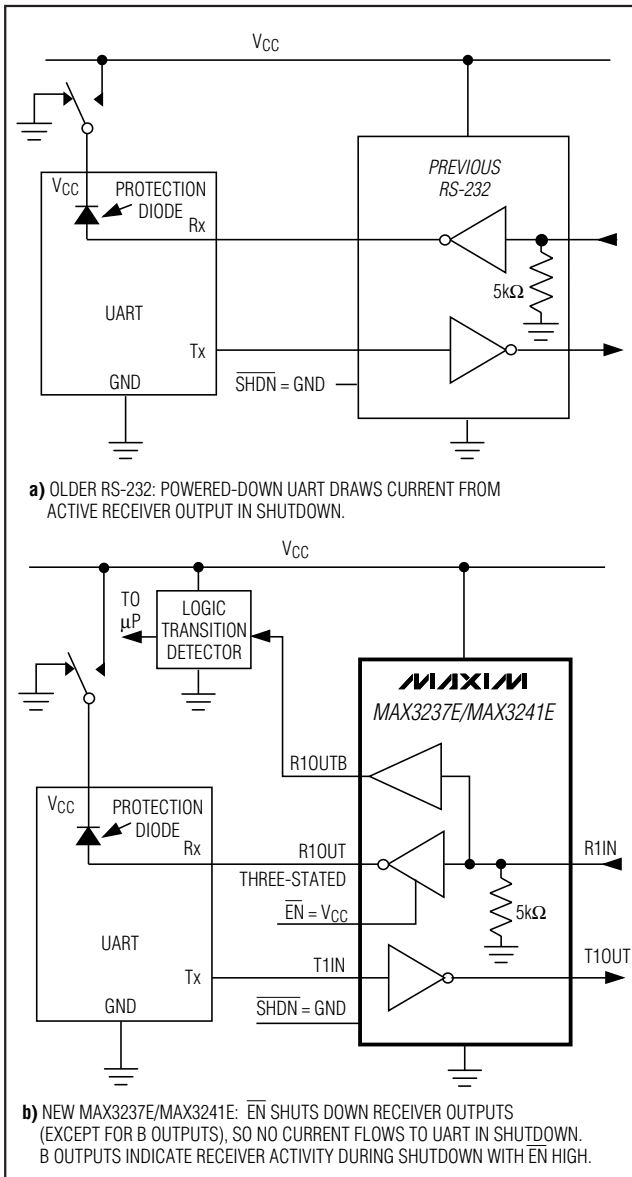 VCC
PREVIOUS
RS-232
VCC
PROTECTION
DIODE
Rx
5kΩ
UART
Tx
GND
SHDN = GND
a) OLDER RS-232: POWERED-DOWN UART DRAWS CURRENT FROM
ACTIVE RECEIVER OUTPUT IN SHUTDOWN.
VCC
TO
μP
LOGIC
TRANSITION
DETECTOR
MAXIM
MAX3237E/MAX3241E
R1OUTB
VCC
PROTECTION
DIODE
Rx
R1OUT
R1IN
THREE-STATED
EN = VCC
5kΩ
UART
Tx
T1IN
T1OUT
GND
SHDN = GND
b) NEW MAX3237E/MAX3241E: EN SHUTS DOWN RECEIVER OUTPUTS
(EXCEPT FOR B OUTPUTS), SO NO CURRENT FLOWS TO UART IN SHUTDOWN.
B OUTPUTS INDICATE RECEIVER ACTIVITY DURING SHUTDOWN WITH EN HIGH.